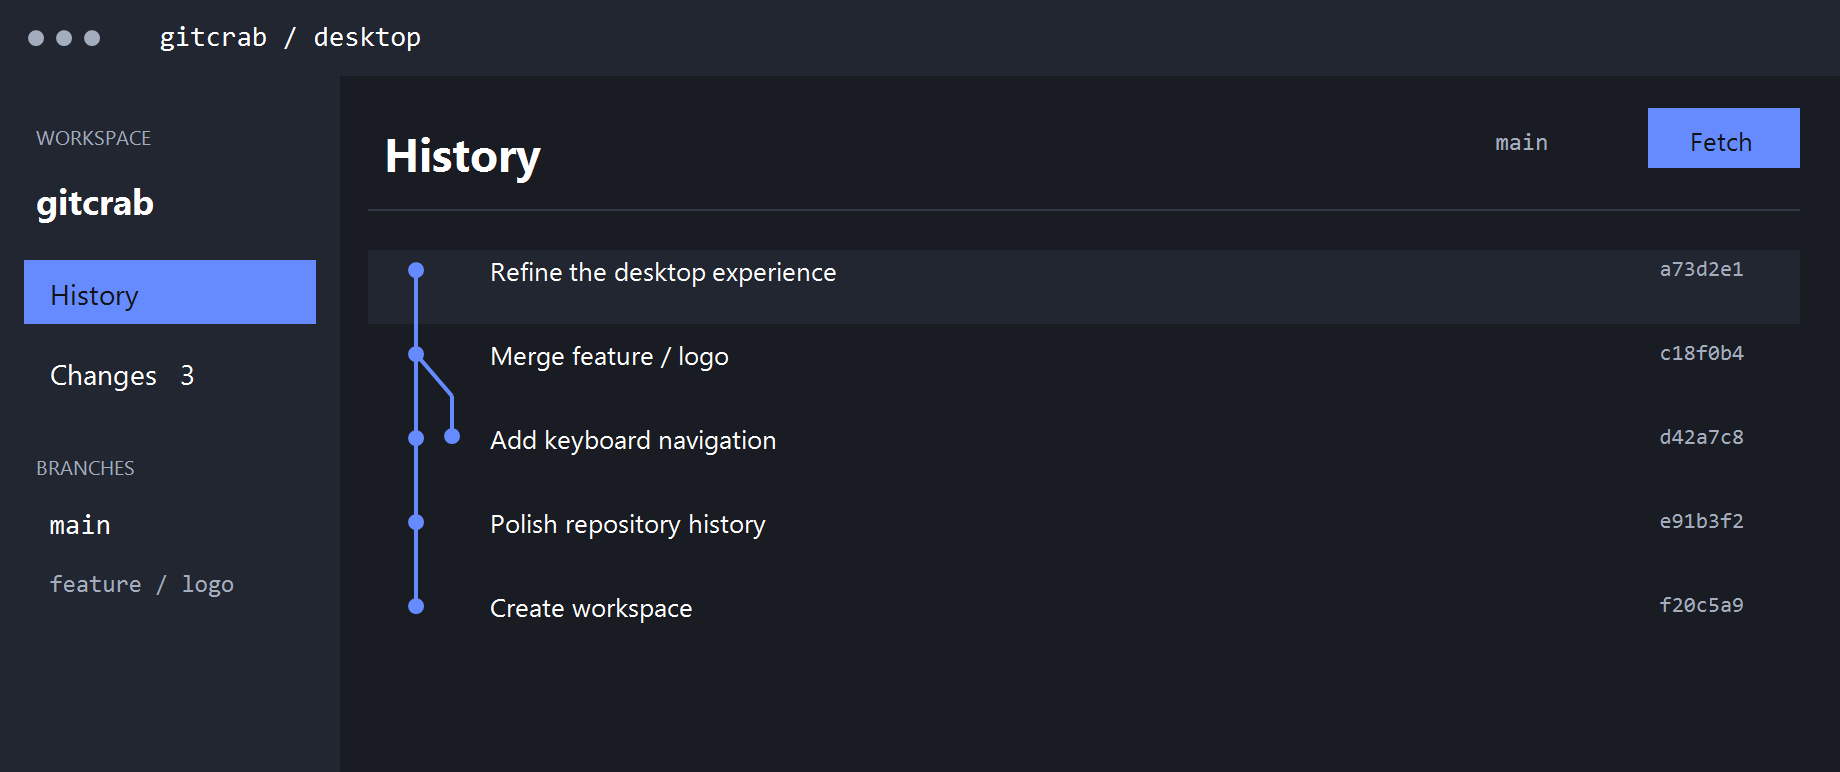 gitcrab / desktop
WORKSPACE
gitcrab
History
Changes 3
BRANCHES
main
feature / logo
History
main
Fetch
Refine the desktop experience a73d2e1
Merge feature / logo c18f0b4
Add keyboard navigation d42a7c8
Polish repository history e91b3f2
Create workspace f20c5a9